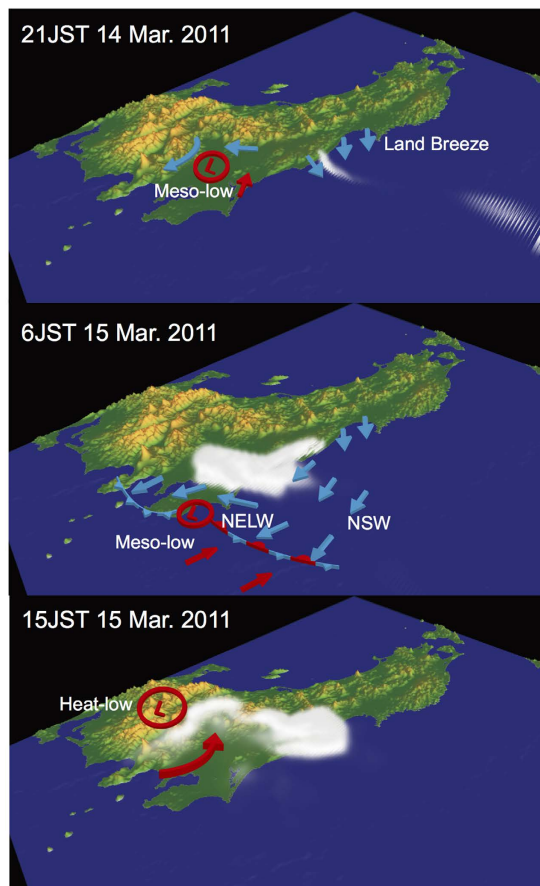 21JST 14 Mar. 2011
Land Breeze
L
Meso-low
6JST 15 Mar. 2011
L
NELW
NSW
Meso-low
15JST 15 Mar. 2011
Heat-low
L